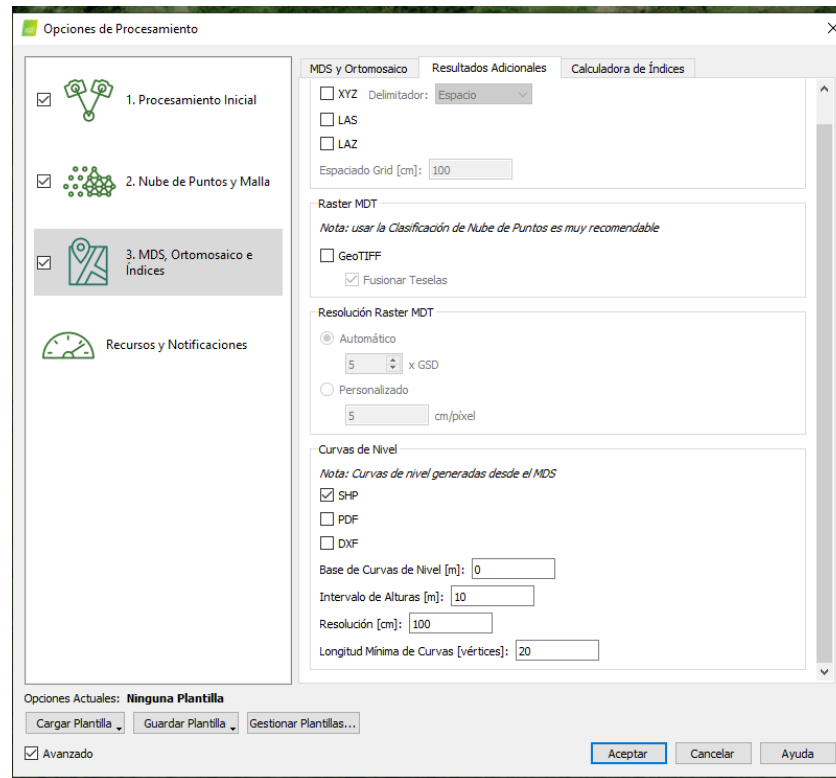 Opciones de Procesamiento
1. Procesamiento Inicial
2. Nube de Puntos y Malla
3. MDS, Ortomosaico e
Índices
Recursos y Notificaciones
MDS y Ortomosaico Resultados Adicionales Calculadora de Índices
XYZ Delimitador: Espacio
LAS
LAZ
Espaciado Grid [cm]: 100
Raster MDT
Nota: usar la Clasificación de Nube de Puntos es muy recomendable
GeoTIFF
Fusionar Teselas
Resolución Raster MDT
Automático
5 x GSD
Personalizado
5 cm/píxel
Curvas de Nivel
Nota: Curvas de nivel generadas desde el MDS
SHP
PDF
DXF
Base de Curvas de Nivel [m]: 0
Intervalo de Alturas [m]: 10
Resolución [cm]: 100
Longitud Mínima de Curvas [vértices]: 20
Opciones Actuales: Ninguna Plantilla
Cargar Plantilla Guardar Plantilla Gestionar Plantillas...
Avanzado
Aceptar Cancelar Ayuda